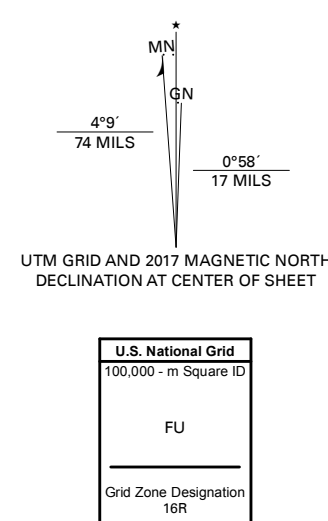 ★
MN
GN
4°9´
74 MILS
0°58´
17 MILS
UTM GRID AND 2017 MAGNETIC NORTH
DECLINATION AT CENTER OF SHEET
U.S. National Grid
100,000 - m Square ID
FU
Grid Zone Designation
16R